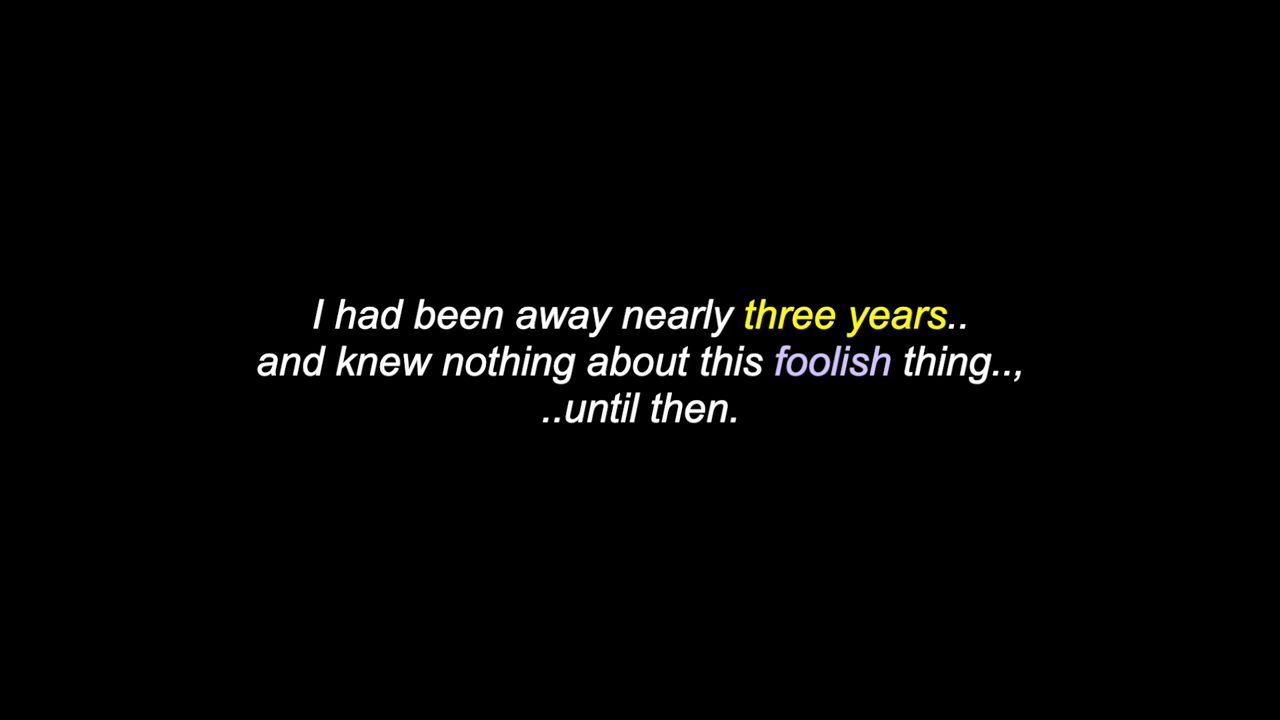 I had been away nearly three years..
and knew nothing about this foolish thing..,
..until then.